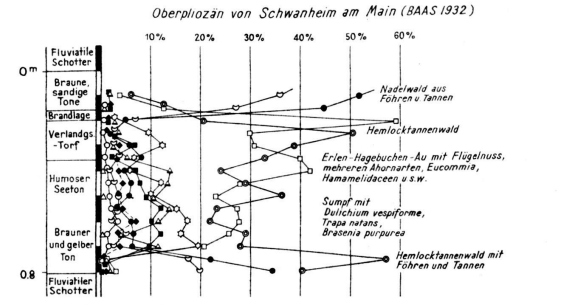 Oberpliozän von Schwanheim am Main (BAAS 1932)
Fluviatile
Schotter
10% 20% 30% 40% 50% 60%
0 m
Braune,
sandige
Tone
Nadelwald aus
Föhren u. Tannen
Brandlage
Verlandgs.
-Torf
Hemlocktannenwald
Erlen-Hagebuchen-Au mit Flügelnuss,
mehreren Ahornarten, Eucommia,
Hamamelidaceen u.s.w.
Humoser
Seeton
Sumpf mit
Dulichium vespiforme,
Trapa natans,
Brasenia purpurea
Brauner
und gelber
Ton
Hemlocktannenwald mit
Föhren und Tannen
0.8
Fluviatiler
Schotter